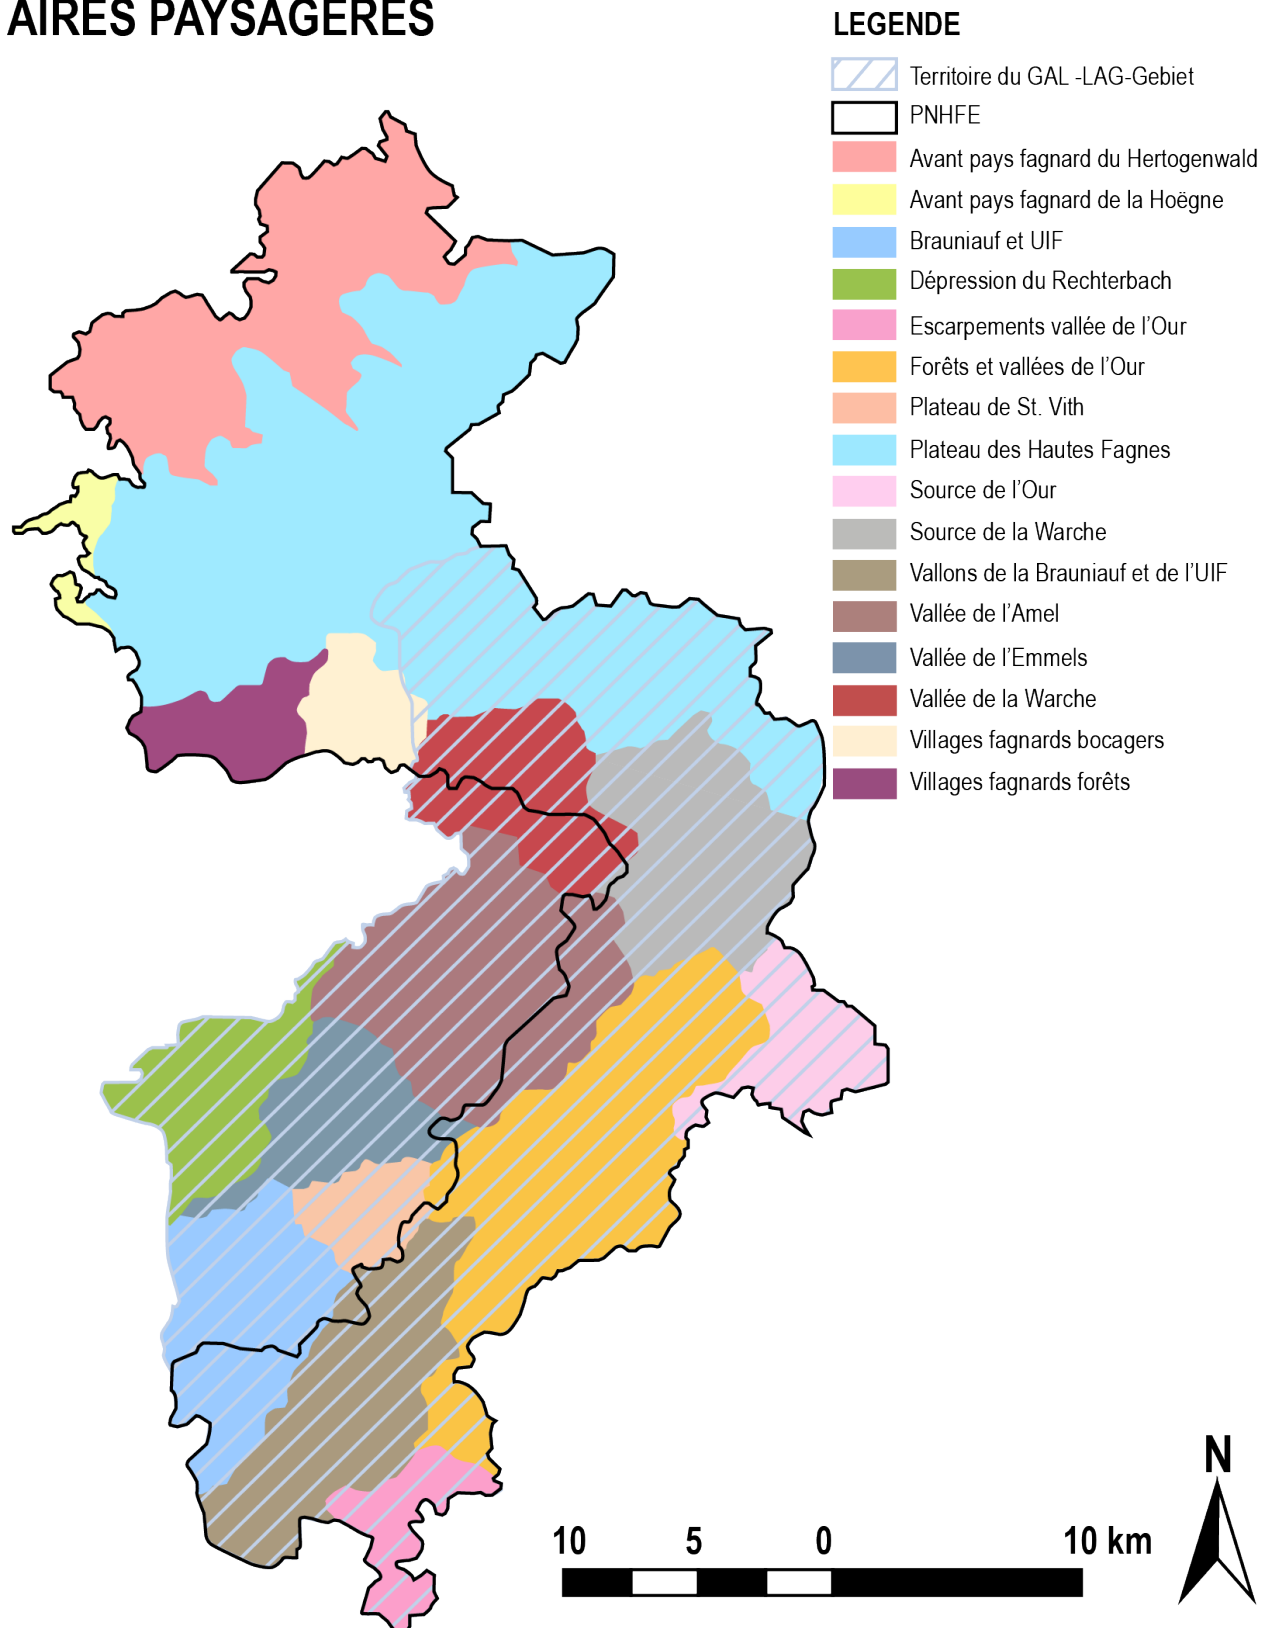 AIRES PAYSAGERES
LEGENDE
Territoire du GAL -LAG-Gebiet
PNHFE
Avant pays fagnard du Hertogenwald
Avant pays fagnard de la Hoëgne
Brauniauf et UIF
Dépression du Rechterbach
Escarpements vallée de l'Our
Forêts et vallées de l'Our
Plateau de St. Vith
Plateau des Hautes Fagnes
Source de l'Our
Source de la Warche
Vallons de la Brauniauf et de l'UIF
Vallée de l'Amel
Vallée de l'Emmels
Vallée de la Warche
Villages fagnards bocagers
Villages fagnards forêts
N
10 5 0 10 km